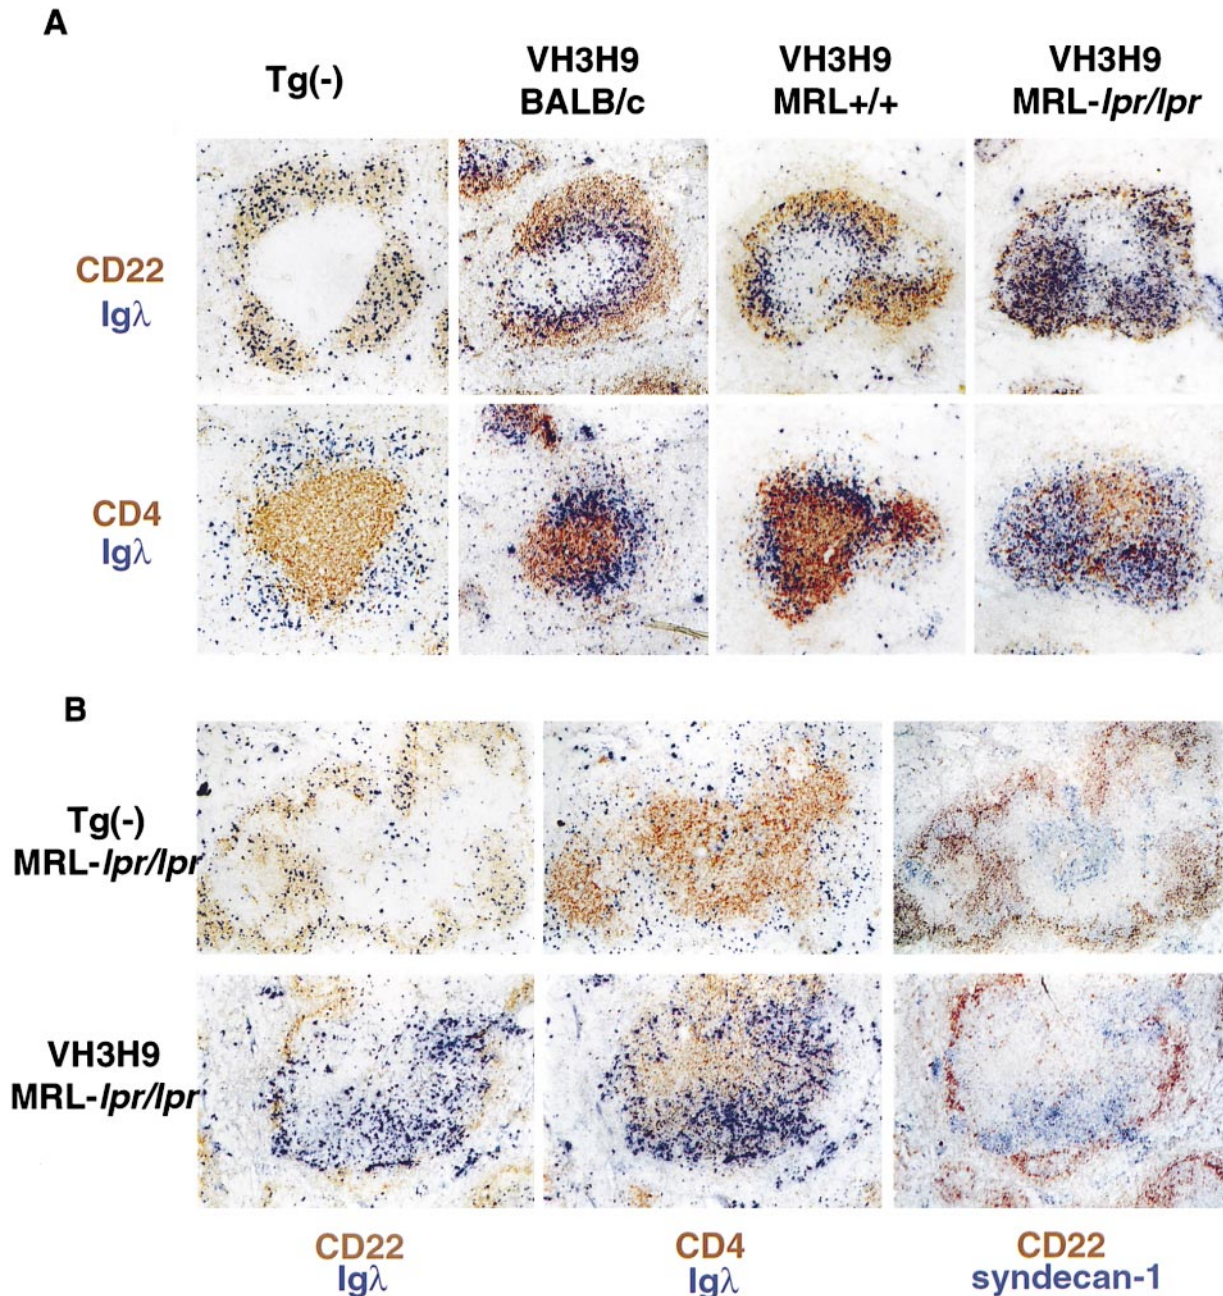 A
Tg(-)
VH3H9
BALB/c
VH3H9
MRL+/+
VH3H9
MRL-lpr/lpr
CD22
Igλ
CD4
Igλ
B
Tg(-)
MRL-lpr/lpr
VH3H9
MRL-lpr/lpr
CD22
Igλ
CD4
Igλ
CD22
syndecan-1